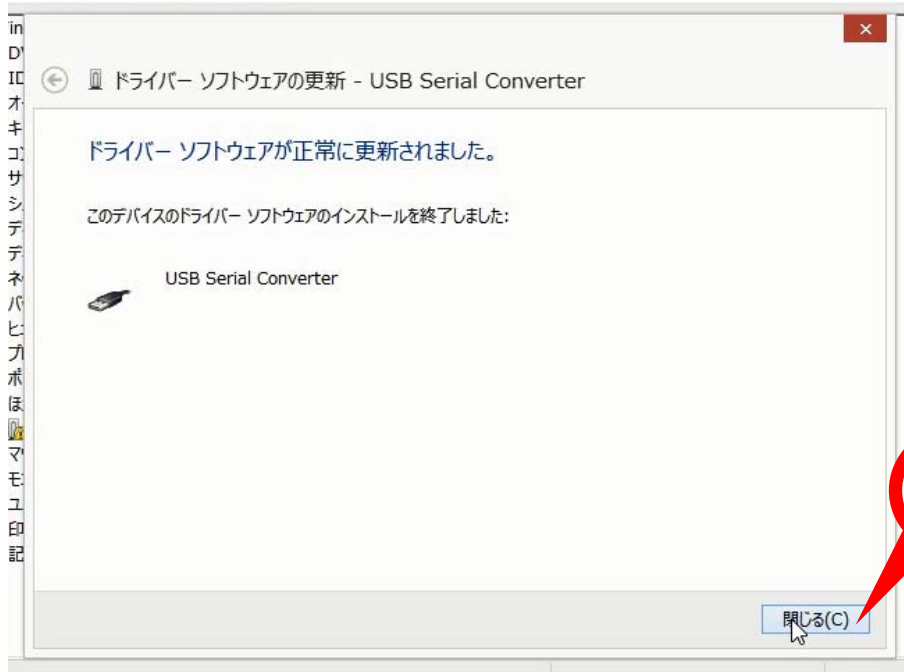 ドライバー ソフトウェアの更新 - USB Serial Converter
ドライバー ソフトウェアが正常に更新されました。
このデバイスのドライバー ソフトウェアのインストールを終了しました:
USB Serial Converter
閉じる(C)